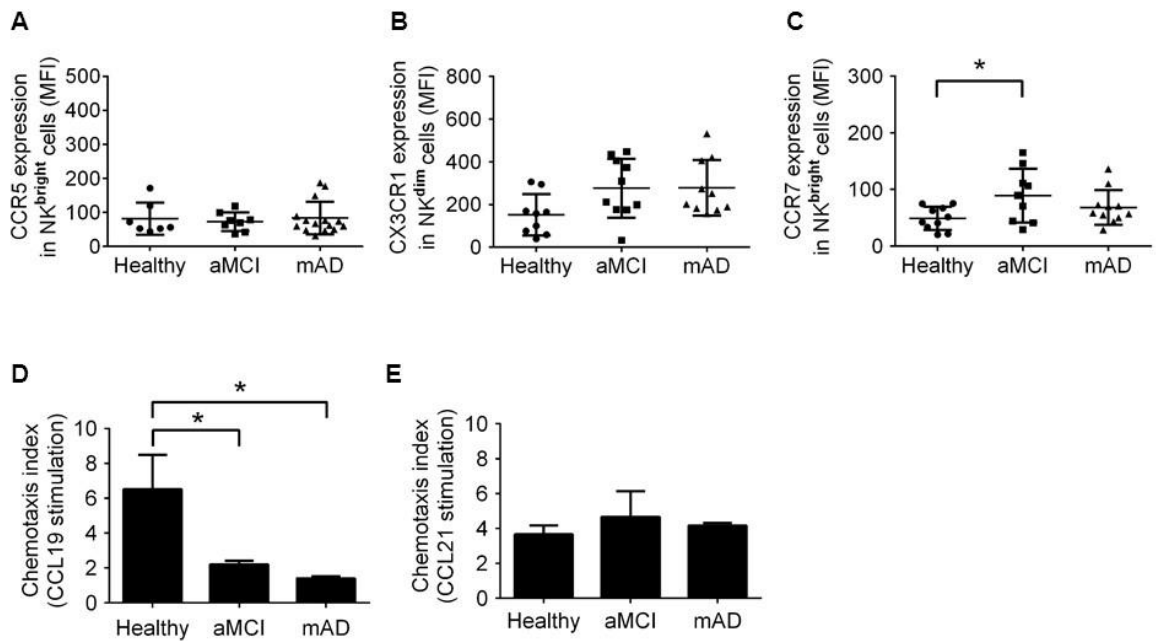 A
CCR5 expression
in NKbright cells (MFI)
500
400
300
200
100
0
Healthy aMCI mAD
B
CX3CR1 expression
in NKdim cells (MFI)
800
600
400
200
0
Healthy aMCI mAD
C
CCR7 expression
in NKbright cells (MFI)
300
200
100
0
*
Healthy aMCI mAD
D
Chemotaxis index
(CCL19 stimulation)
10
8
6
4
2
0
*
*
Healthy aMCI mAD
E
Chemotaxis index
(CCL21 stimulation)
10
8
6
4
2
0
Healthy aMCI mAD